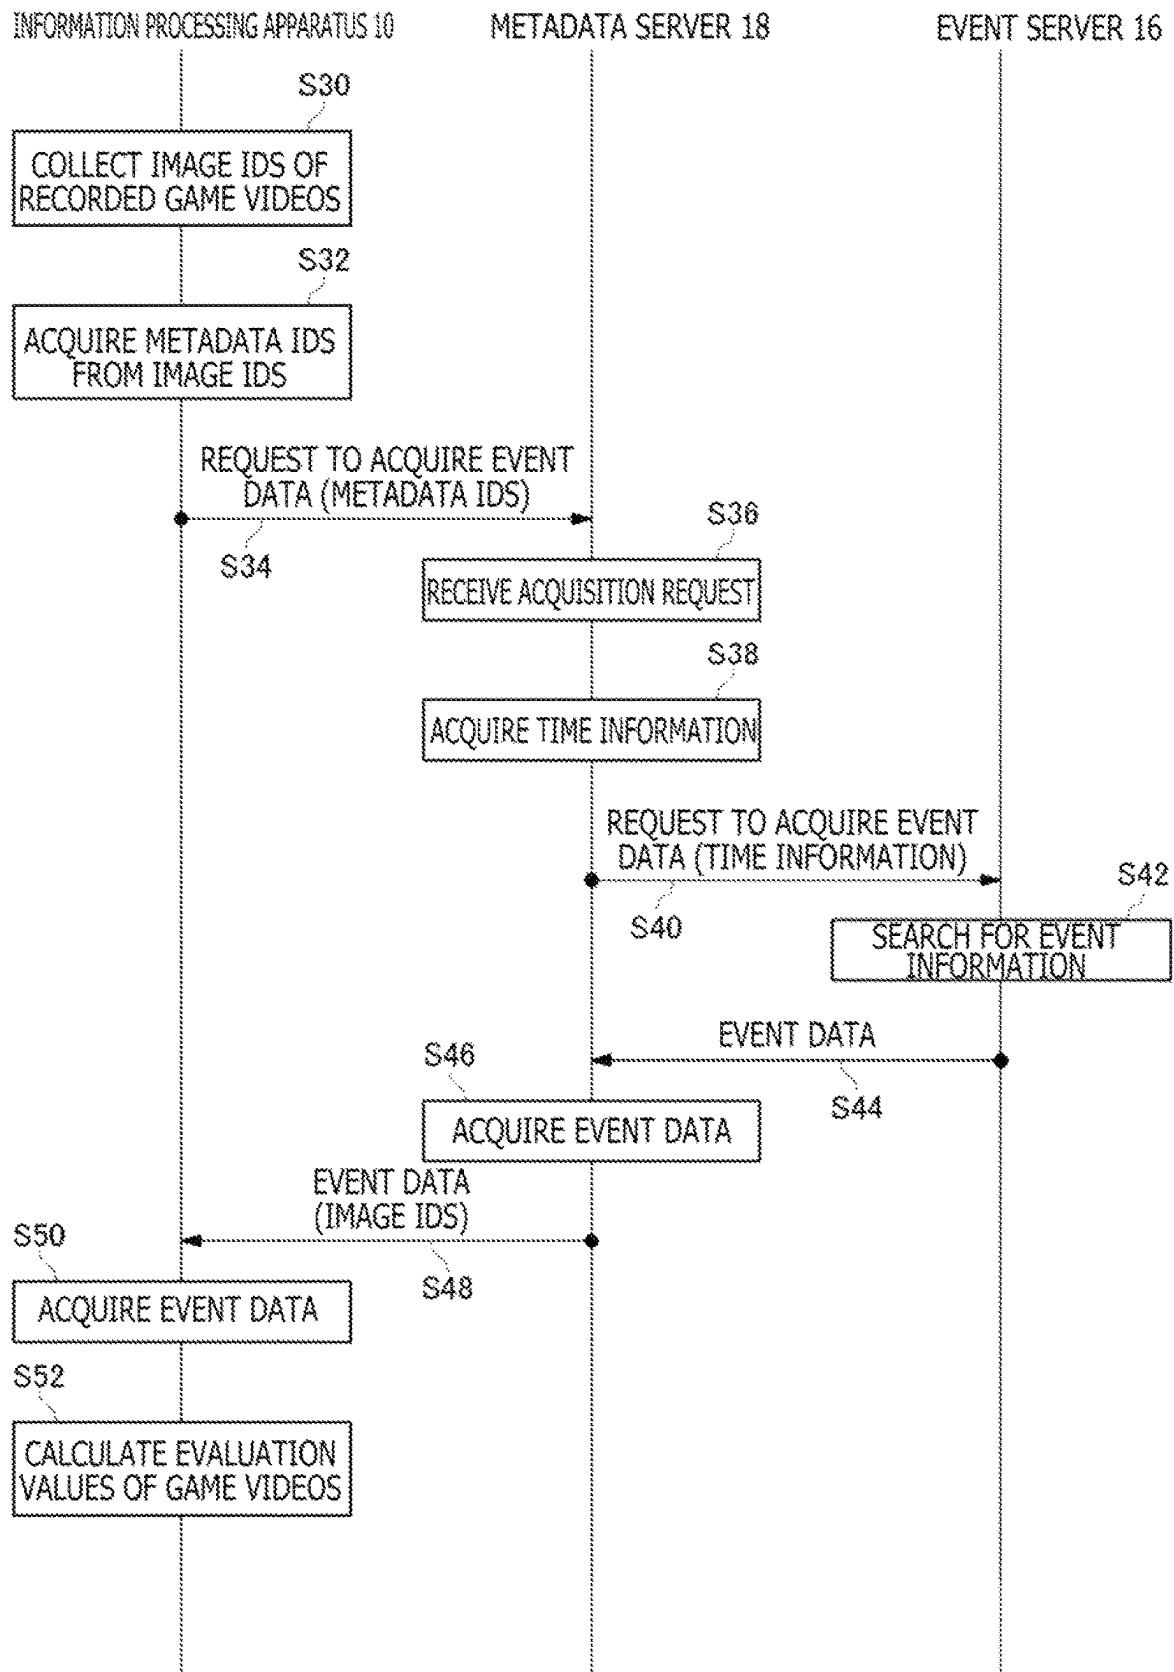 INFORMATION PROCESSING APPARATUS 10
METADATA SERVER 18
EVENT SERVER 16
S30
COLLECT IMAGE IDS OF
RECORDED GAME VIDEOS
S32
ACQUIRE METADATA IDS
FROM IMAGE IDS
REQUEST TO ACQUIRE EVENT
DATA (METADATA IDS)
S34
S36
RECEIVE ACQUISITION REQUEST
S38
ACQUIRE TIME INFORMATION
REQUEST TO ACQUIRE EVENT
DATA (TIME INFORMATION)
S40
S42
SEARCH FOR EVENT
INFORMATION
EVENT DATA
S44
S46
ACQUIRE EVENT DATA
EVENT DATA
(IMAGE IDS)
S48
S50
ACQUIRE EVENT DATA
S52
CALCULATE EVALUATION
VALUES OF GAME VIDEOS